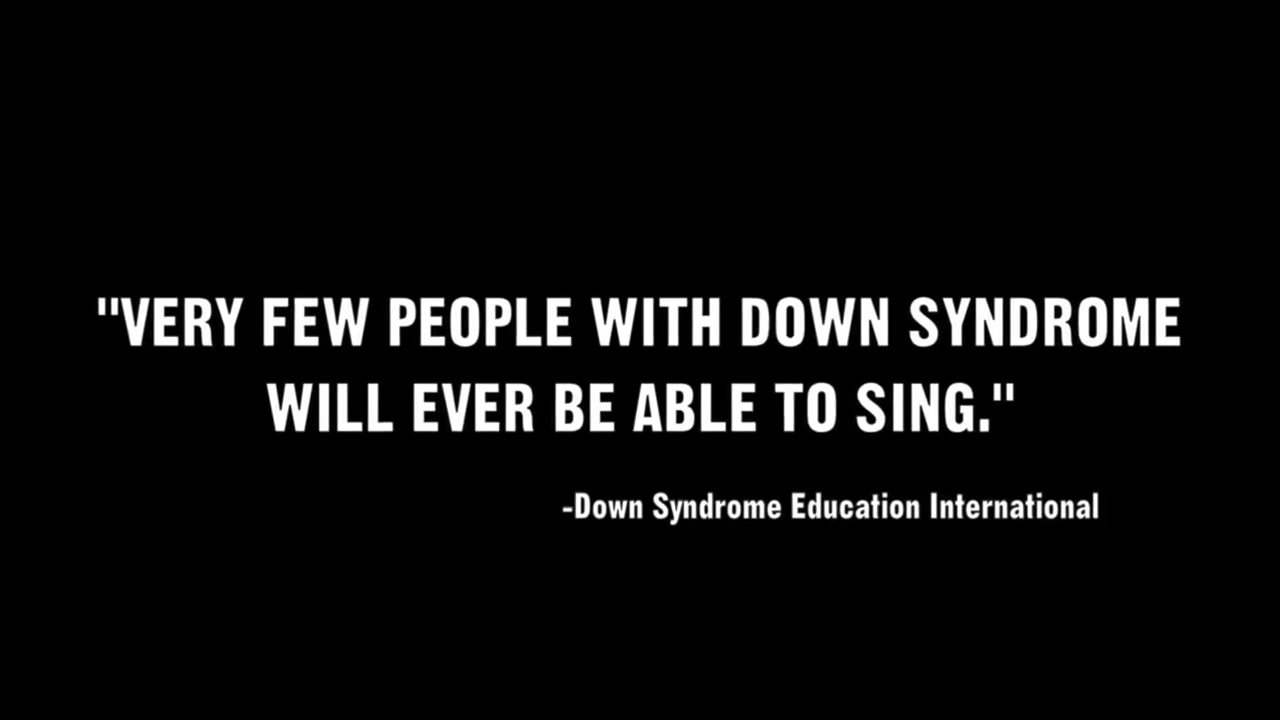 "VERY FEW PEOPLE WITH DOWN SYNDROME
WILL EVER BE ABLE TO SING."
-Down Syndrome Education International